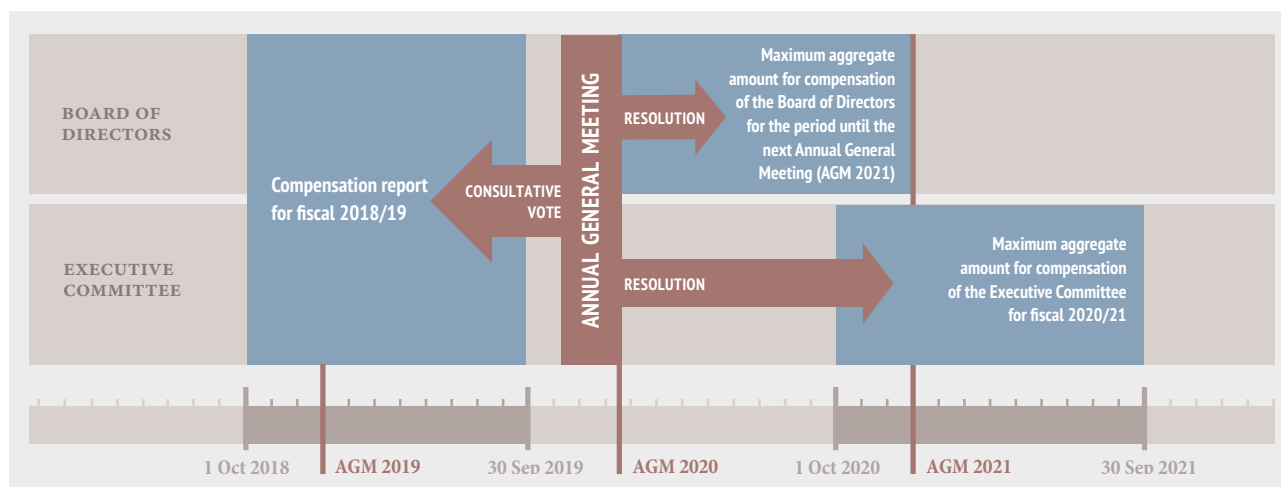 BOARD OF
DIRECTORS
EXECUTIVE
COMMITTEE
Compensation report
for fiscal 2018/19
CONSULTATIVE
VOTE
ANNUAL GENERAL MEETING
RESOLUTION
Maximum aggregate
amount for compensation
of the Board of Directors
for the period until the
next Annual General
Meeting (AGM 2021)
RESOLUTION
Maximum aggregate
amount for compensation
of the Executive Committee
for fiscal 2020/21
1 Oct 2018
AGM 2019
30 Sep 2019
AGM 2020
1 Oct 2020
AGM 2021
30 Sep 2021